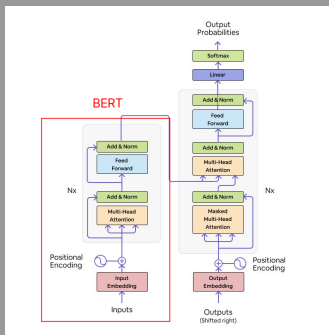 Output
Probabilities
Softmax
Linear
Add & Norm
Feed
Forward
Add & Norm
Multi-Head
Attention
Add & Norm
Masked
Multi-Head
Attention
Nx
Positional
Encoding
Output
Embedding
Outputs
(Shifted right)
BERT
Add & Norm
Feed
Forward
Add & Norm
Multi-Head
Attention
Nx
Positional
Encoding
Input
Embedding
Inputs